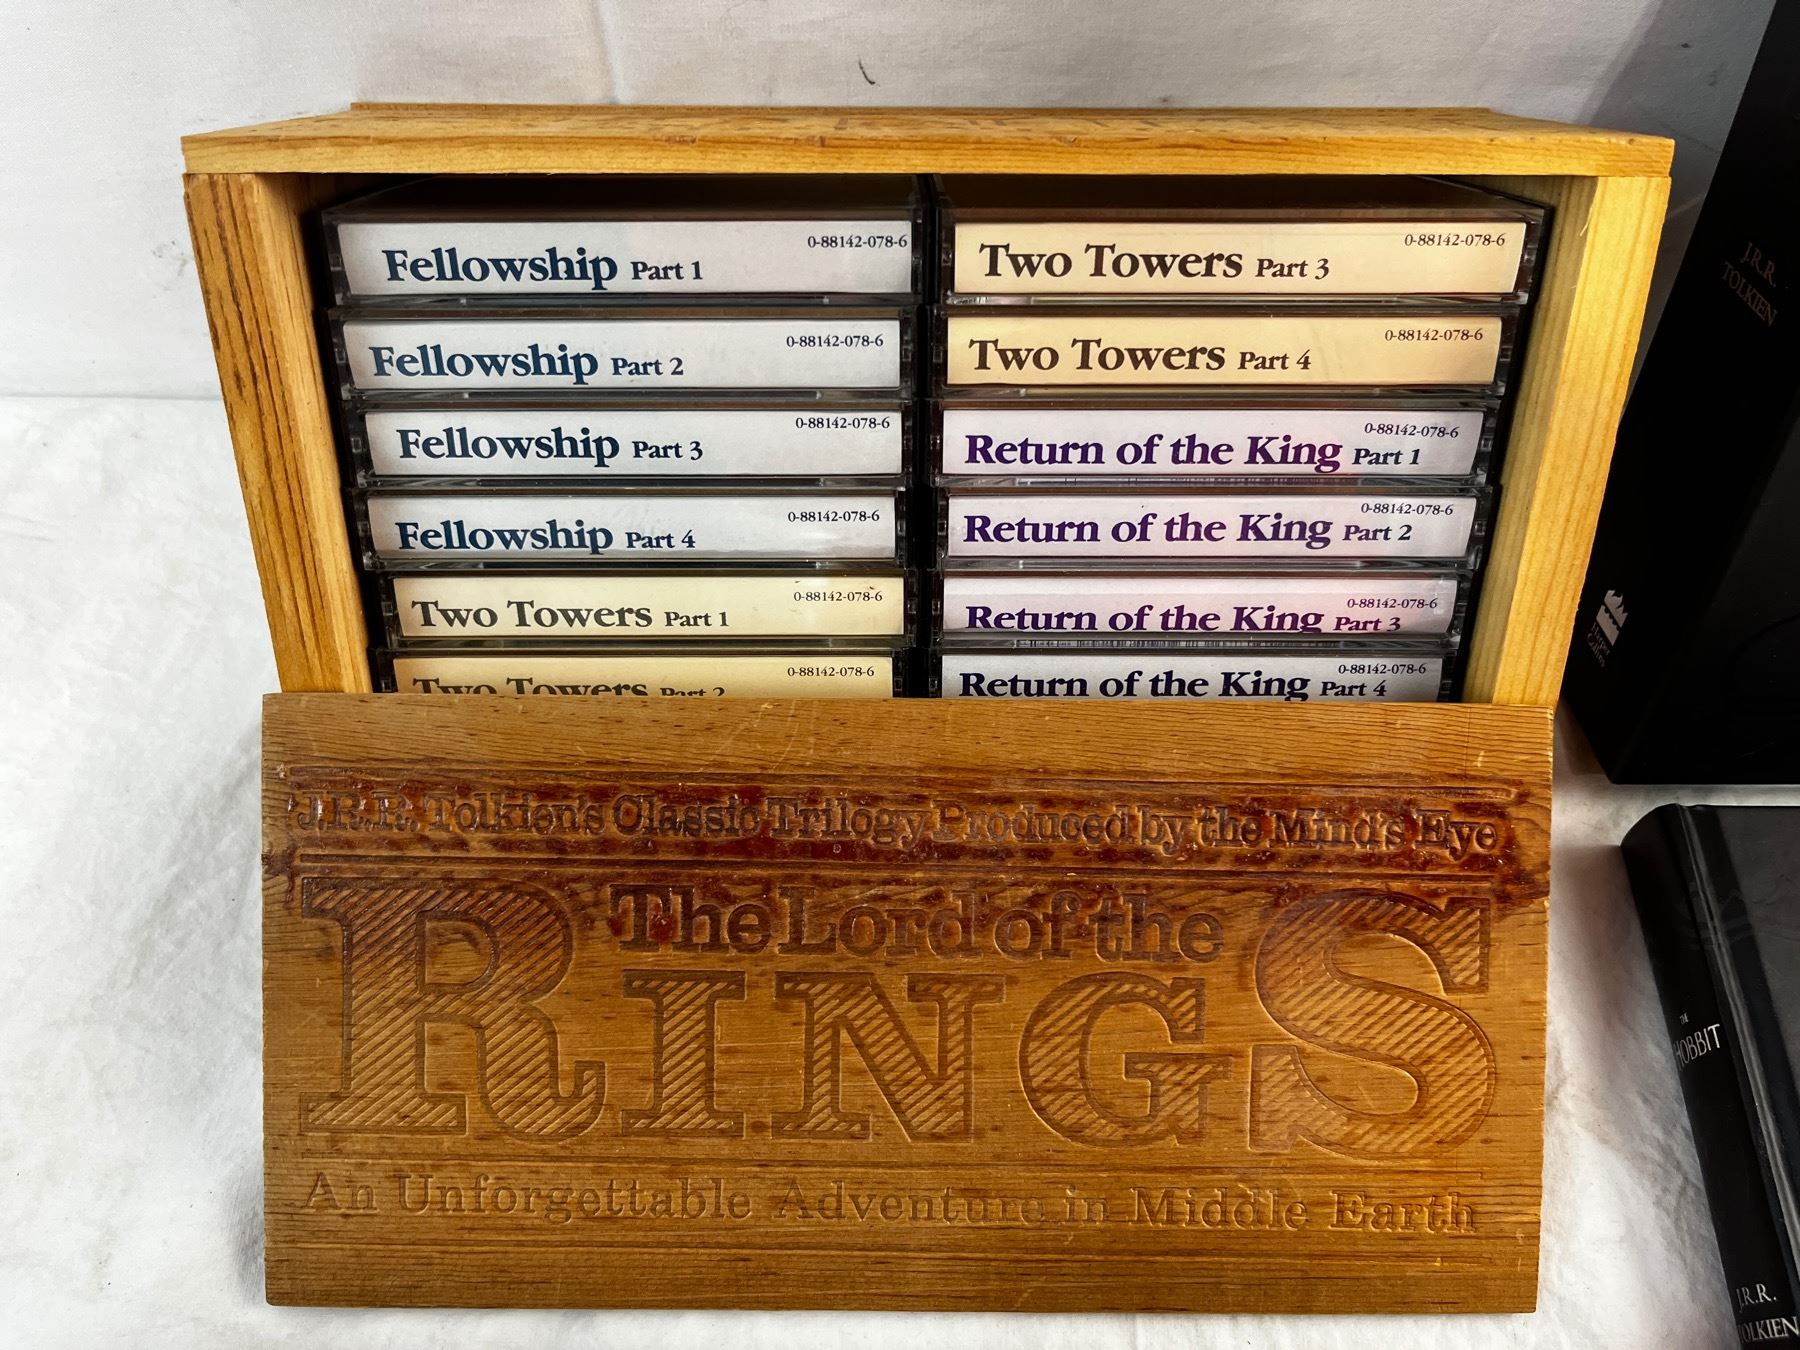 Fellowship Part 1 0-88142-078-6
Fellowship Part 2 0-88142-078-6
Fellowship Part 3 0-88142-078-6
Fellowship Part 4 0-88142-078-6
Two Towers Part 1 0-88142-078-6
Two Towers Part 2 0-88142-078-6
Two Towers Part 3 0-88142-078-6
Two Towers Part 4 0-88142-078-6
Return of the King Part 1 0-88142-078-6
Return of the King Part 2 0-88142-078-6
Return of the King Part 3 0-88142-078-6
Return of the King Part 4 0-88142-078-6
J.R.R. Tolkien's Classic Trilogy Produced by the Mind's Eye
The Lord of the
RINGS
An Unforgettable Adventure in Middle Earth
J.R.R.
TOLKIEN
THE
HOBBIT
J.R.R.
TOLKIEN